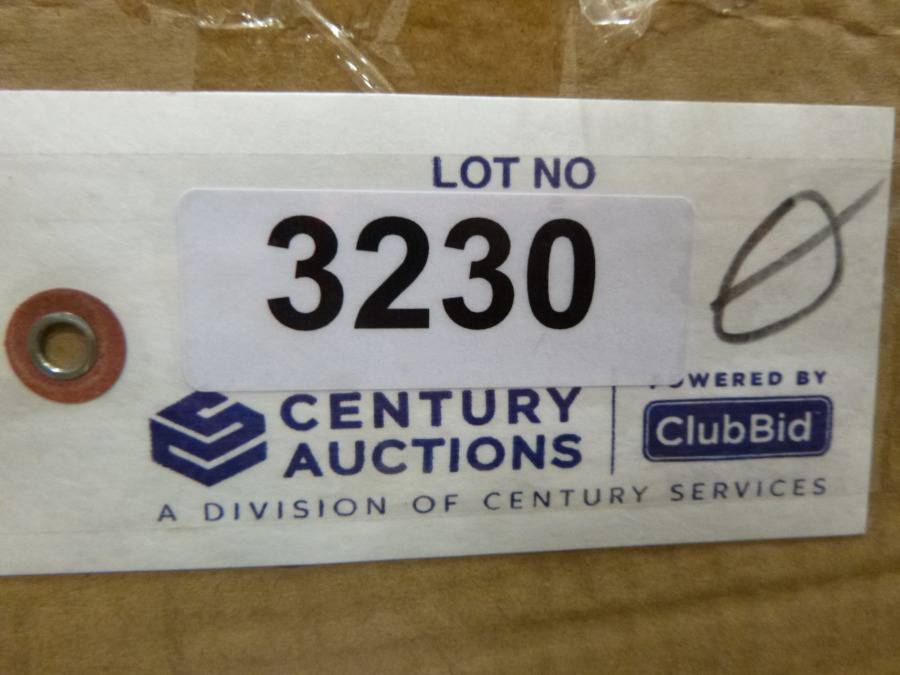 LOT NO
3230
CENTURY
AUCTIONS
POWERED BY
ClubBid
A DIVISION OF CENTURY SERVICES